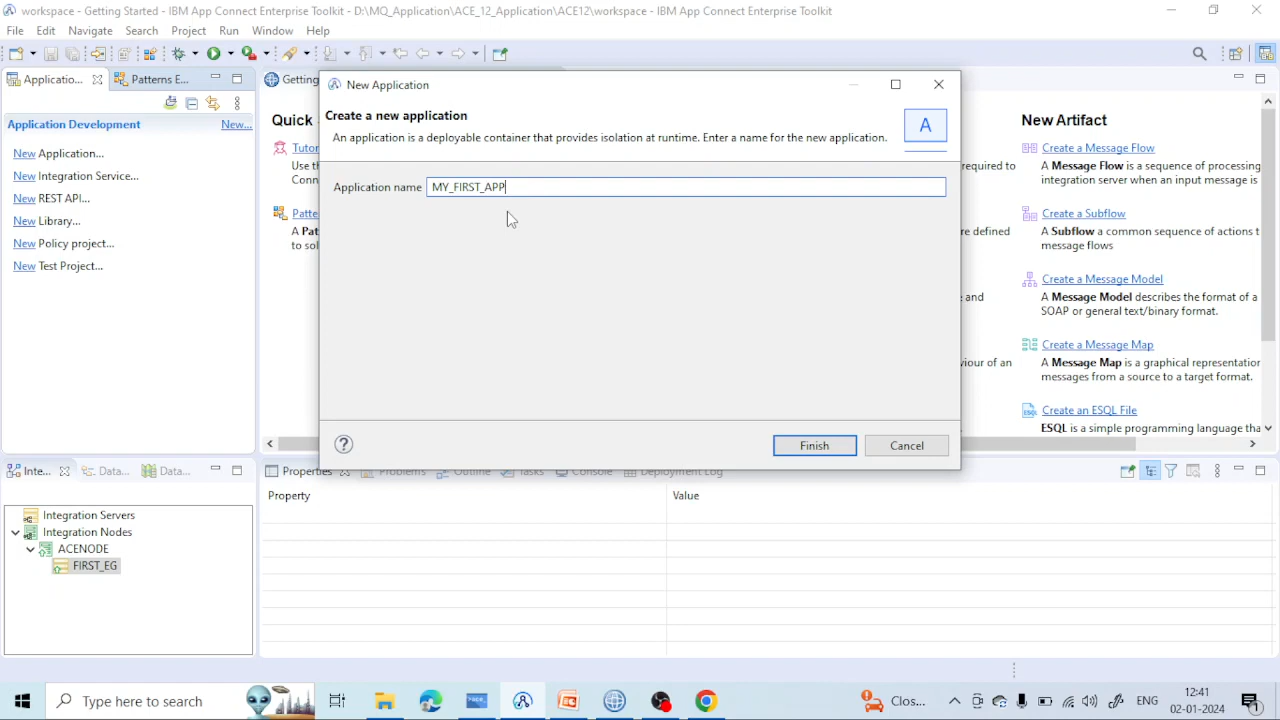 workspace - Getting Started - IBM App Connect Enterprise Toolkit - D:\MQ_Application\ACE_12_Application\ACE12\workspace - IBM App Connect Enterprise Toolkit
File Edit Navigate Search Project Run Window Help
Applicatio... Patterns E...
Getting
Application Development New...
New Application...
New Integration Service...
New REST API...
New Library...
New Policy project...
New Test Project...
Quick
Tutor
Use th
Conn
Patte
A Pat
to sol
New Application
Create a new application
An application is a deployable container that provides isolation at runtime. Enter a name for the new application.
A
Application name MY_FIRST_APP
Finish Cancel
required to
re defined
e and
viour of an
New Artifact
Create a Message Flow
A Message Flow is a sequence of processing
integration server when an input message is
Create a Subflow
A Subflow a common sequence of actions t
message flows
Create a Message Model
A Message Model describes the format of a
SOAP or general text/binary format.
Create a Message Map
A Message Map is a graphical representation
messages from a source to a target format.
Create an ESQL File
ESQL is a simple programming language tha
Inte... Data... Data...
Integration Servers
Integration Nodes
ACENODE
FIRST_EG
Properties Problems Outline Tasks Console Deployment Log
Property Value
Type here to search
Clos...
ENG
12:41
02-01-2024